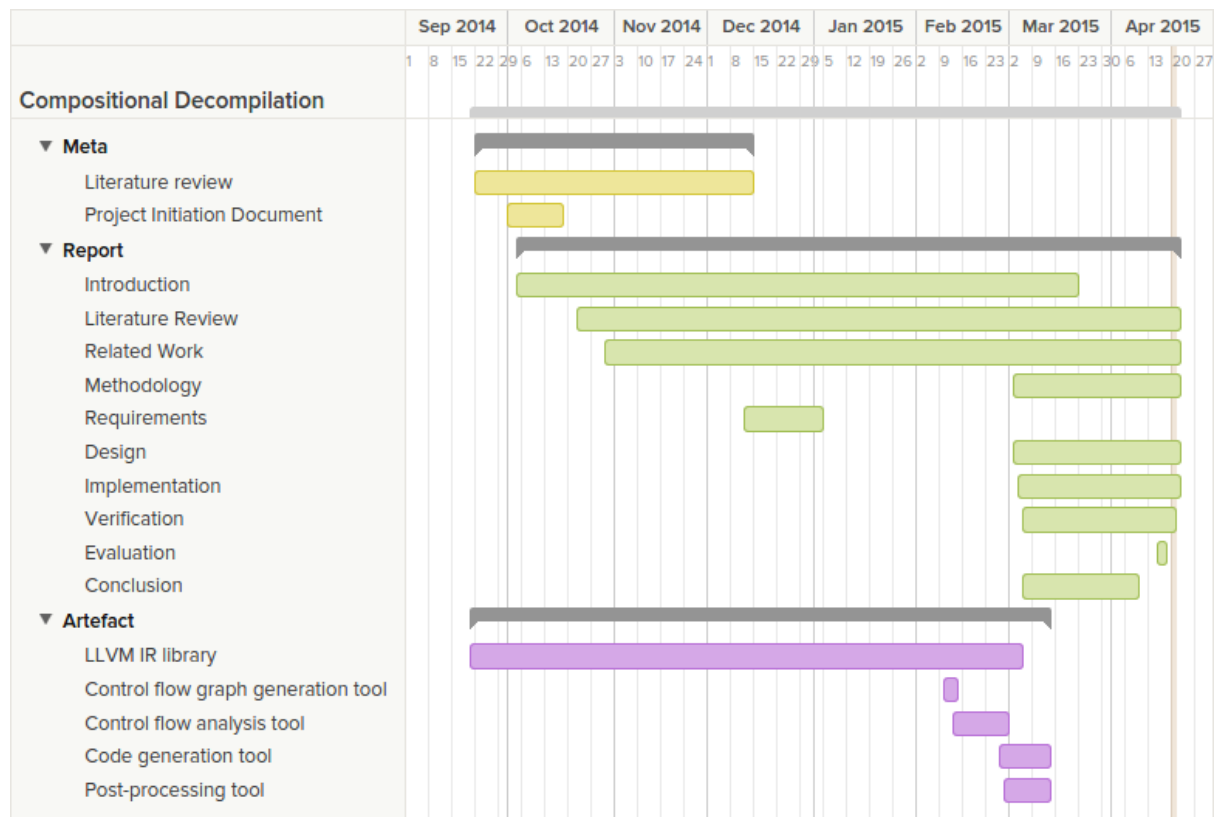 Sep 2014 Oct 2014 Nov 2014 Dec 2014 Jan 2015 Feb 2015 Mar 2015 Apr 2015
1 8 15 22 29 6 13 20 27 3 10 17 24 1 8 15 22 29 5 12 19 26 2 9 16 23 2 9 16 23 30 6 13 20 27
Compositional Decompilation
Meta
Literature review
Project Initiation Document
Report
Introduction
Literature Review
Related Work
Methodology
Requirements
Design
Implementation
Verification
Evaluation
Conclusion
Artefact
LLVM IR library
Control flow graph generation tool
Control flow analysis tool
Code generation tool
Post-processing tool